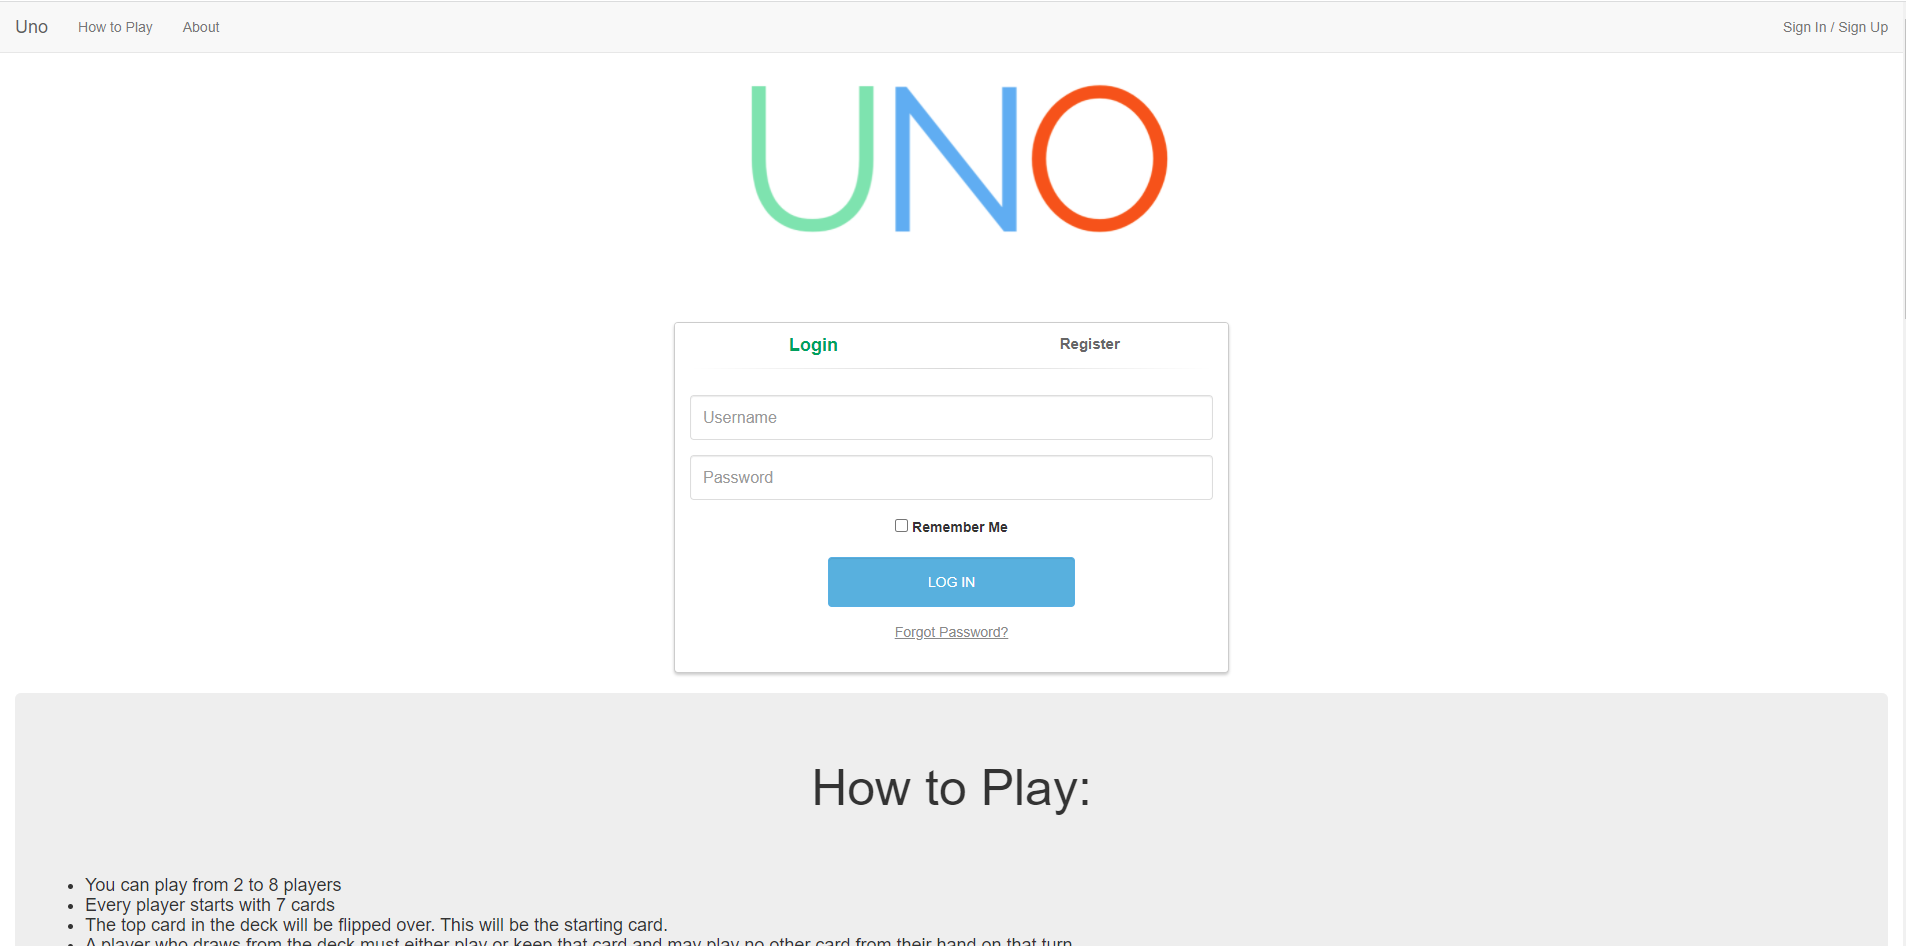 Uno How to Play About Sign In / Sign Up
UNO
Login Register
Username
Password
Remember Me
LOG IN
Forgot Password?
How to Play:
• You can play from 2 to 8 players
• Every player starts with 7 cards
• The top card in the deck will be flipped over. This will be the starting card.
• A player who draws from the deck must either play or keep that card and may play no other card from their hand on that turn.